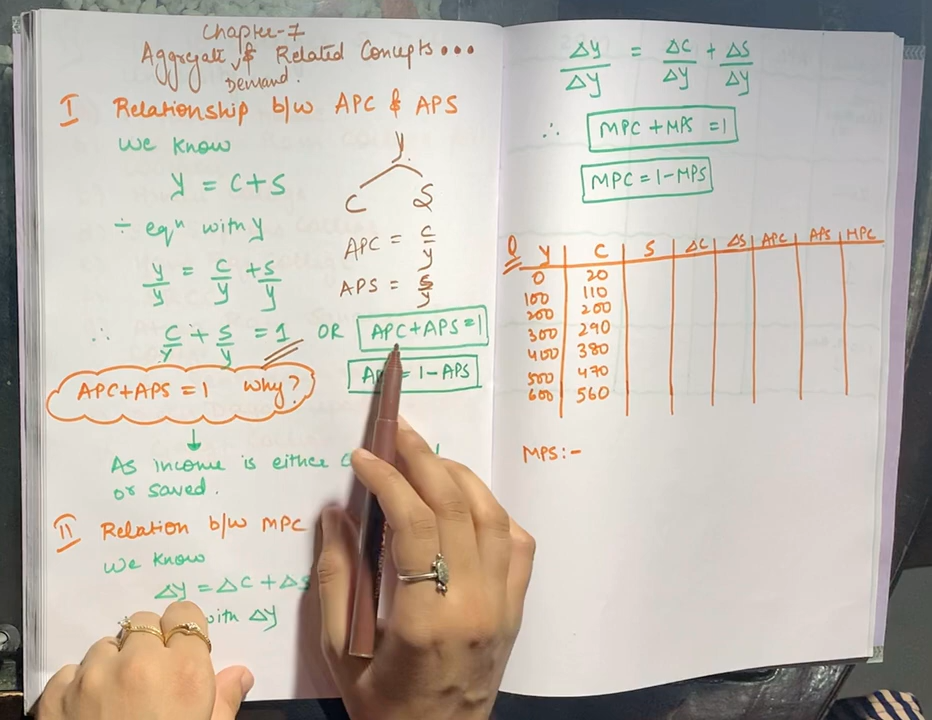 Chapter-7
Aggregate & Related Concepts...
Demand.
I Relationship b/w APC & APS
We know
y = C+S
÷ eqⁿ with y
y/y = C/y + S/y
∴ C/y + S/y = 1 OR APC+APS=1
= 1-APS
y
C S
APC = C/y
APS = S/y
APC+APS = 1 why?
↓
As income is either
or saved.
II Relation b/w MPC
We know
Δy = ΔC + ΔS
with Δy
Δy/Δy = ΔC/Δy + ΔS/Δy
∴ MPC + MPS = 1
MPC = 1-MPS
Q y C S ΔC ΔS APC APS MPC
0 20
100 110
200 200
300 290
400 380
500 470
600 560
MPS:-